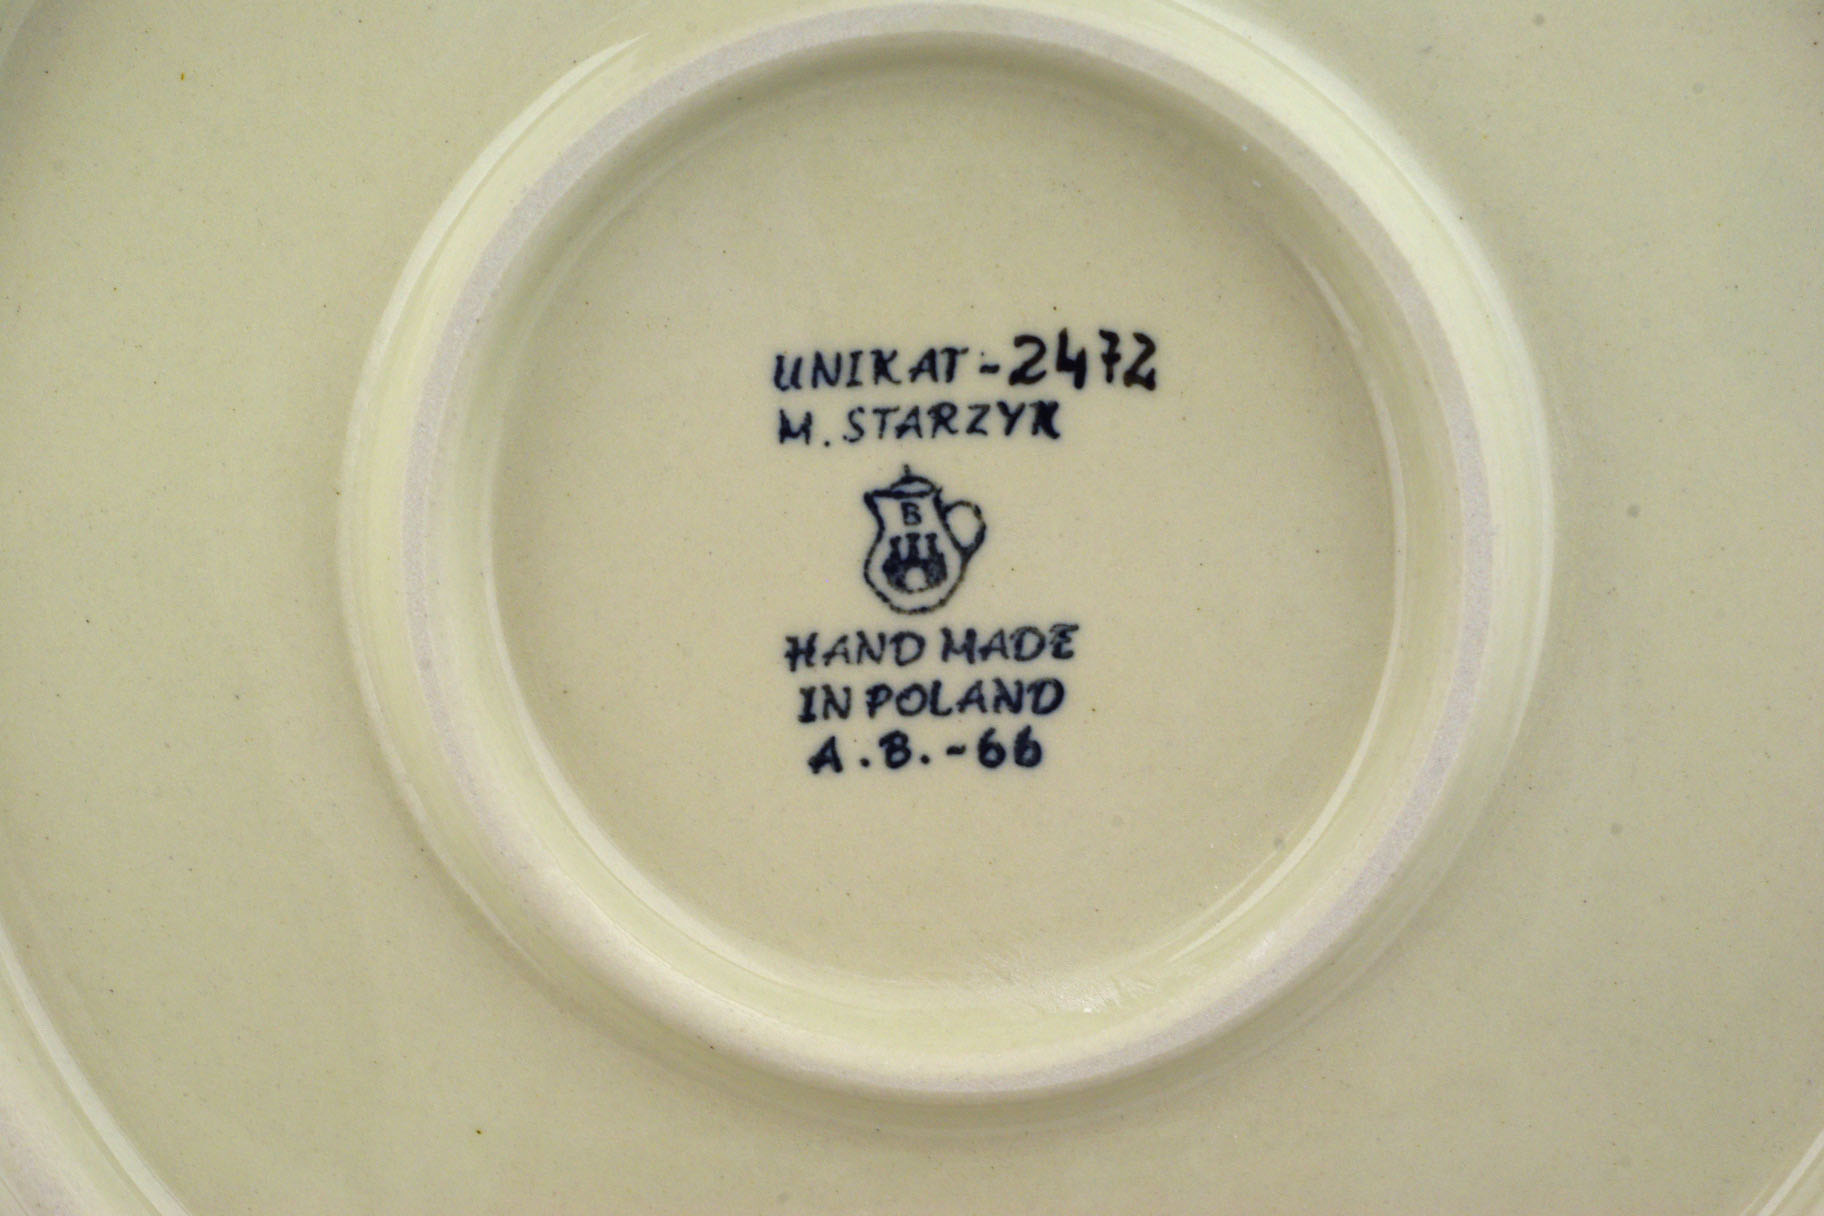 UNIKAT-2472
M. STARZYK
B
HAND MADE
IN POLAND
A.B.-66